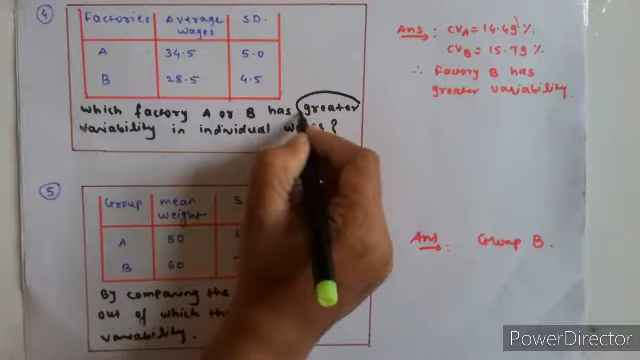 4
Factories Average wages S.D.
A 34.5 5.0
B 28.5 4.5
Which factory A or B has greater
variability in individual
Ans: CVA = 14.49 %
CVB = 15.79 %
∴ Factory B has
greater variability.
5
Group mean weight S
A 80
B 60
By comparing the
out of which
variability.
Ans: Group B.
PowerDirector